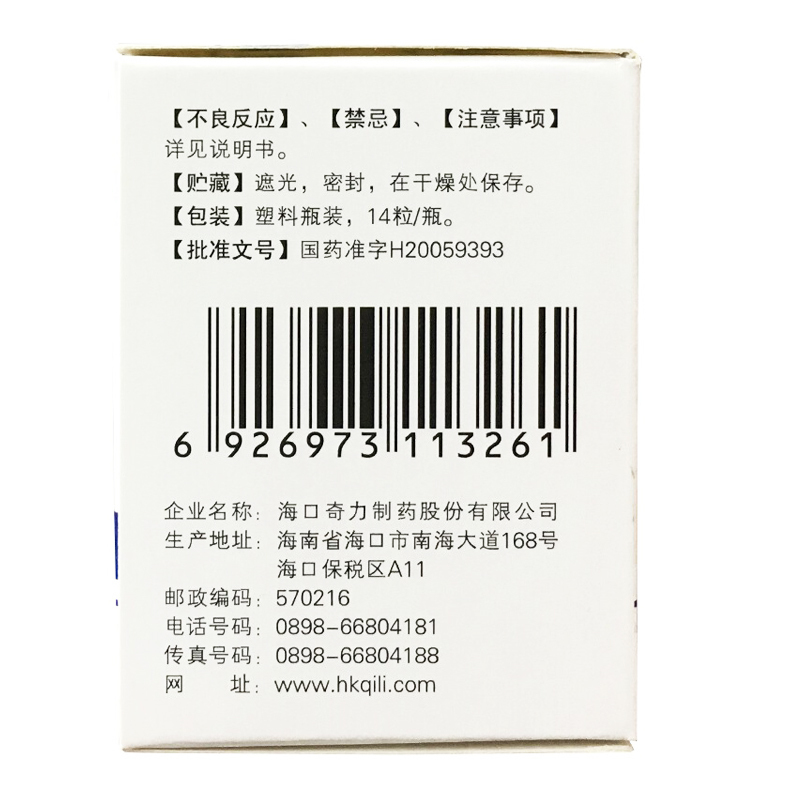 【不良反应】、【禁忌】、【注意事项】
详见说明书。
【贮藏】遮光，密封，在干燥处保存。
【包装】塑料瓶装，14粒/瓶。
【批准文号】国药准字H20059393
6 926973 113261
企业名称：海口奇力制药股份有限公司
生产地址：海南省海口市南海大道168号
海口保税区A11
邮政编码：570216
电话号码：0898-66804181
传真号码：0898-66804188
网 址：www.hkqili.com